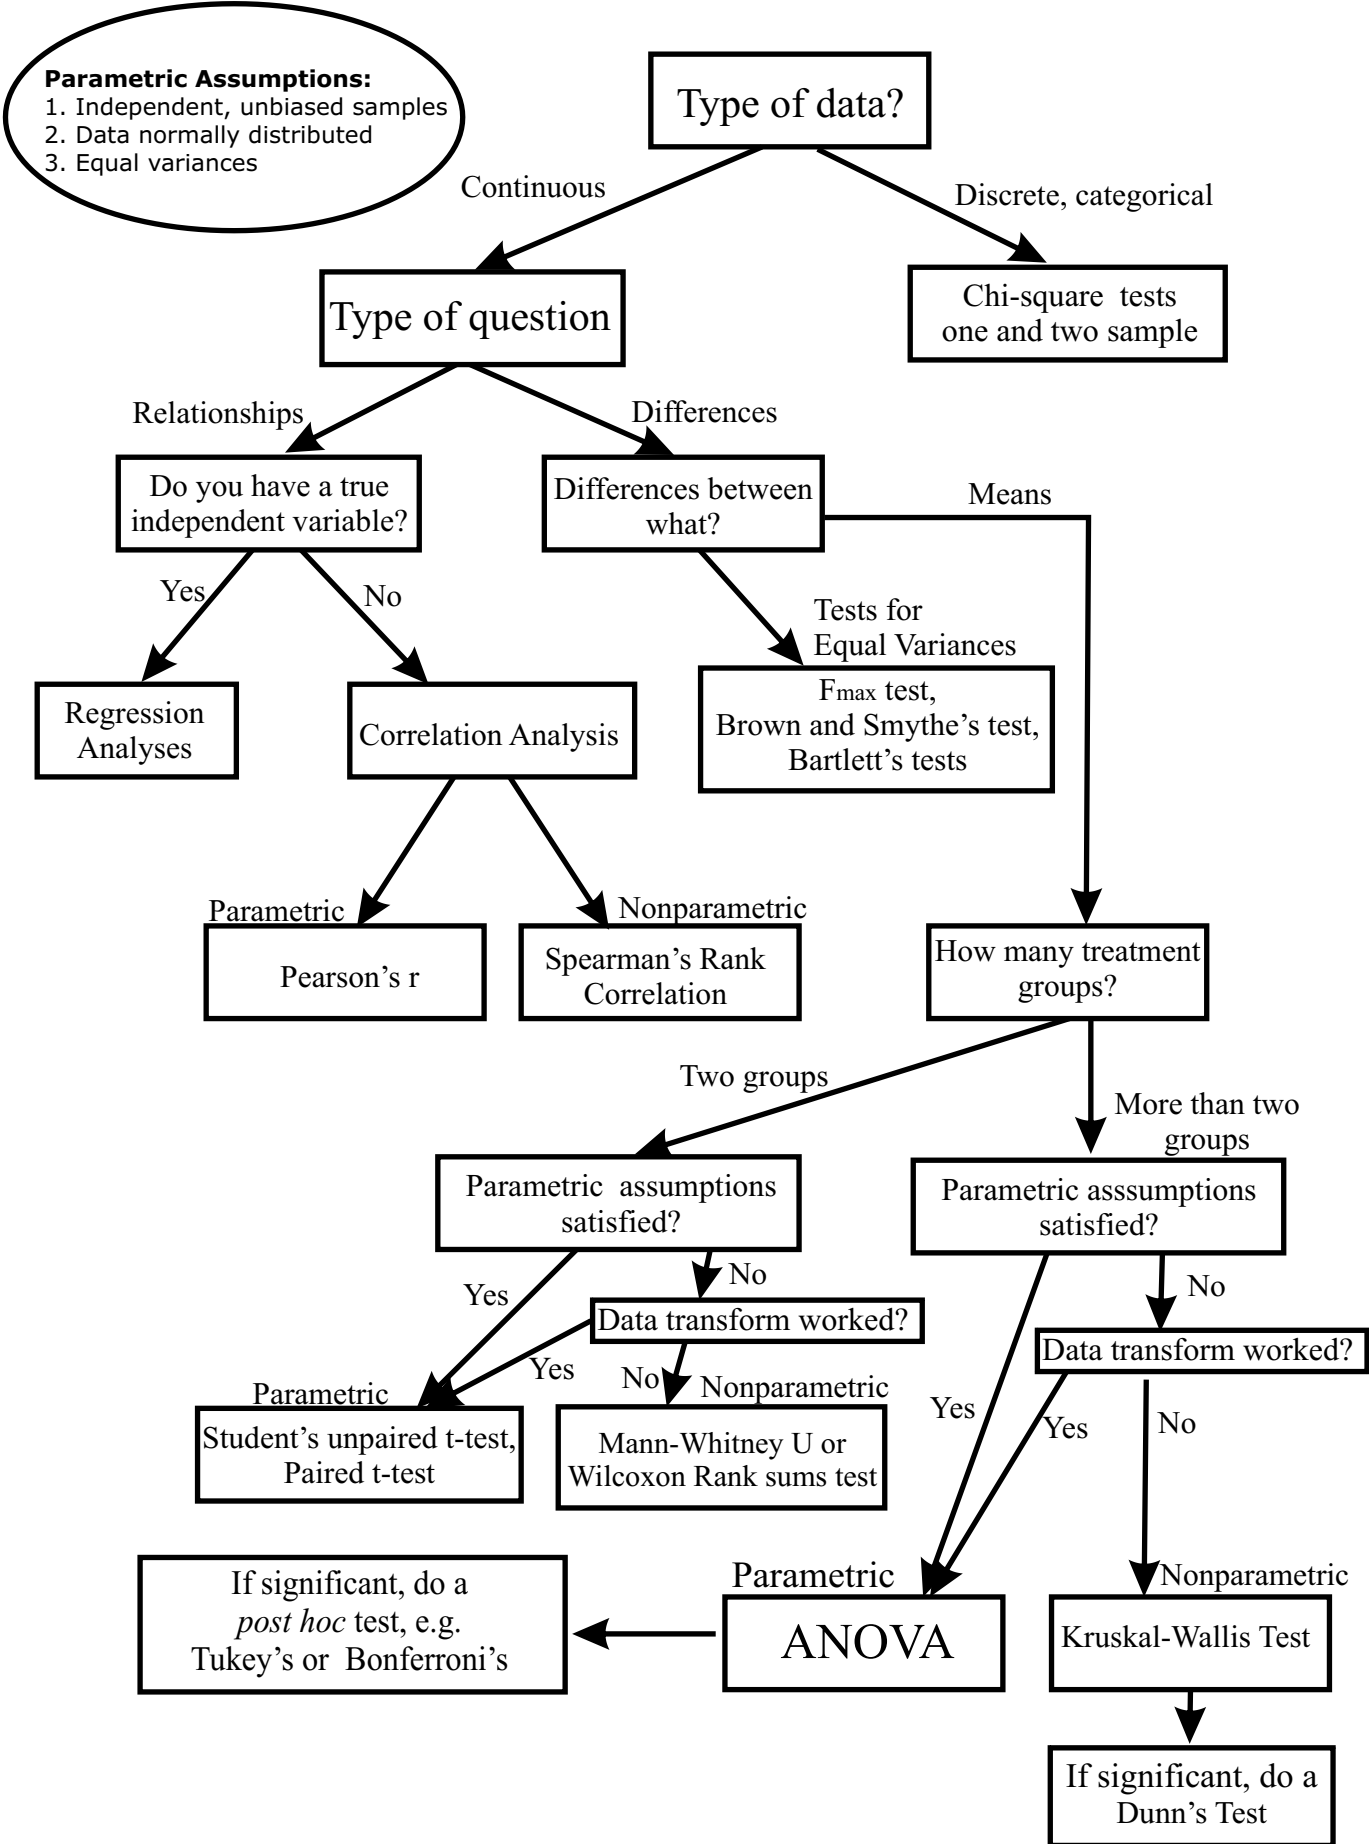 Parametric Assumptions:
1. Independent, unbiased samples
2. Data normally distributed
3. Equal variances
Type of data?
Continuous
Discrete, categorical
Type of question
Chi-square tests
one and two sample
Relationships
Differences
Do you have a true
independent variable?
Differences between
what?
Means
Yes
No
Tests for
Equal Variances
Regression
Analyses
Correlation Analysis
Fmax test,
Brown and Smythe’s test,
Bartlett’s tests
Parametric
Nonparametric
Pearson’s r
Spearman’s Rank
Correlation
How many treatment
groups?
Two groups
More than two
groups
Parametric assumptions
satisfied?
Parametric asssumptions
satisfied?
Yes
No
No
Data transform worked?
Data transform worked?
Yes
No
Parametric
Nonparametric
Yes
Yes
No
Student’s unpaired t-test,
Paired t-test
Mann-Whitney U or
Wilcoxon Rank sums test
If significant, do a
post hoc test, e.g.
Tukey’s or Bonferroni’s
Parametric
ANOVA
Nonparametric
Kruskal-Wallis Test
If significant, do a
Dunn’s Test